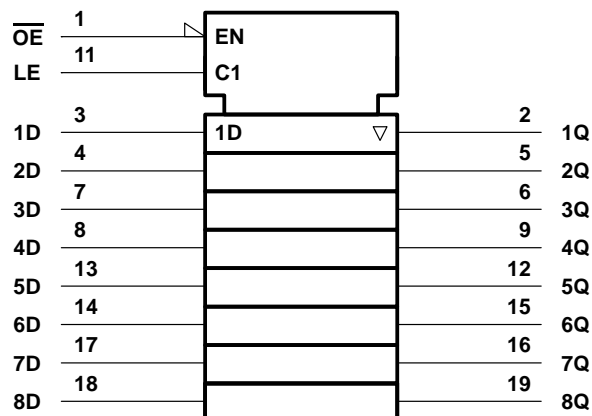 1
OE EN
11
LE C1
3 2
1D 1D ▽ 1Q
4 5
2D 2Q
7 6
3D 3Q
8 9
4D 4Q
13 12
5D 5Q
14 15
6D 6Q
17 16
7D 7Q
18 19
8D 8Q